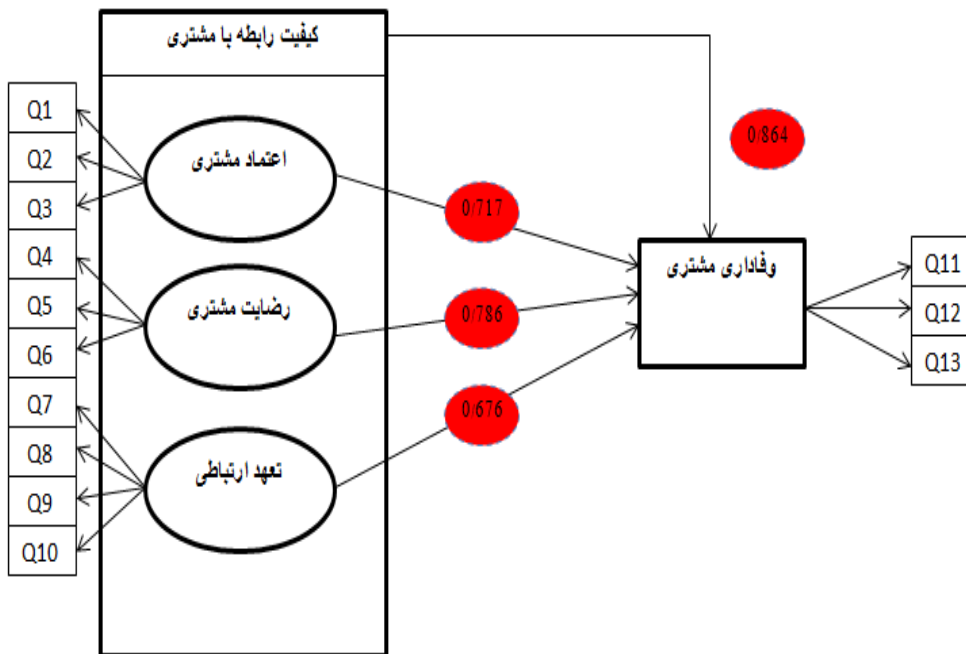 کیفیت رابطه با مشتری
Q1
Q2
Q3
Q4
Q5
Q6
Q7
Q8
Q9
Q10
اعتماد مشتری
رضایت مشتری
تعهد ارتباطی
0/717
0/786
0/676
0/864
وفاداری مشتری
Q11
Q12
Q13